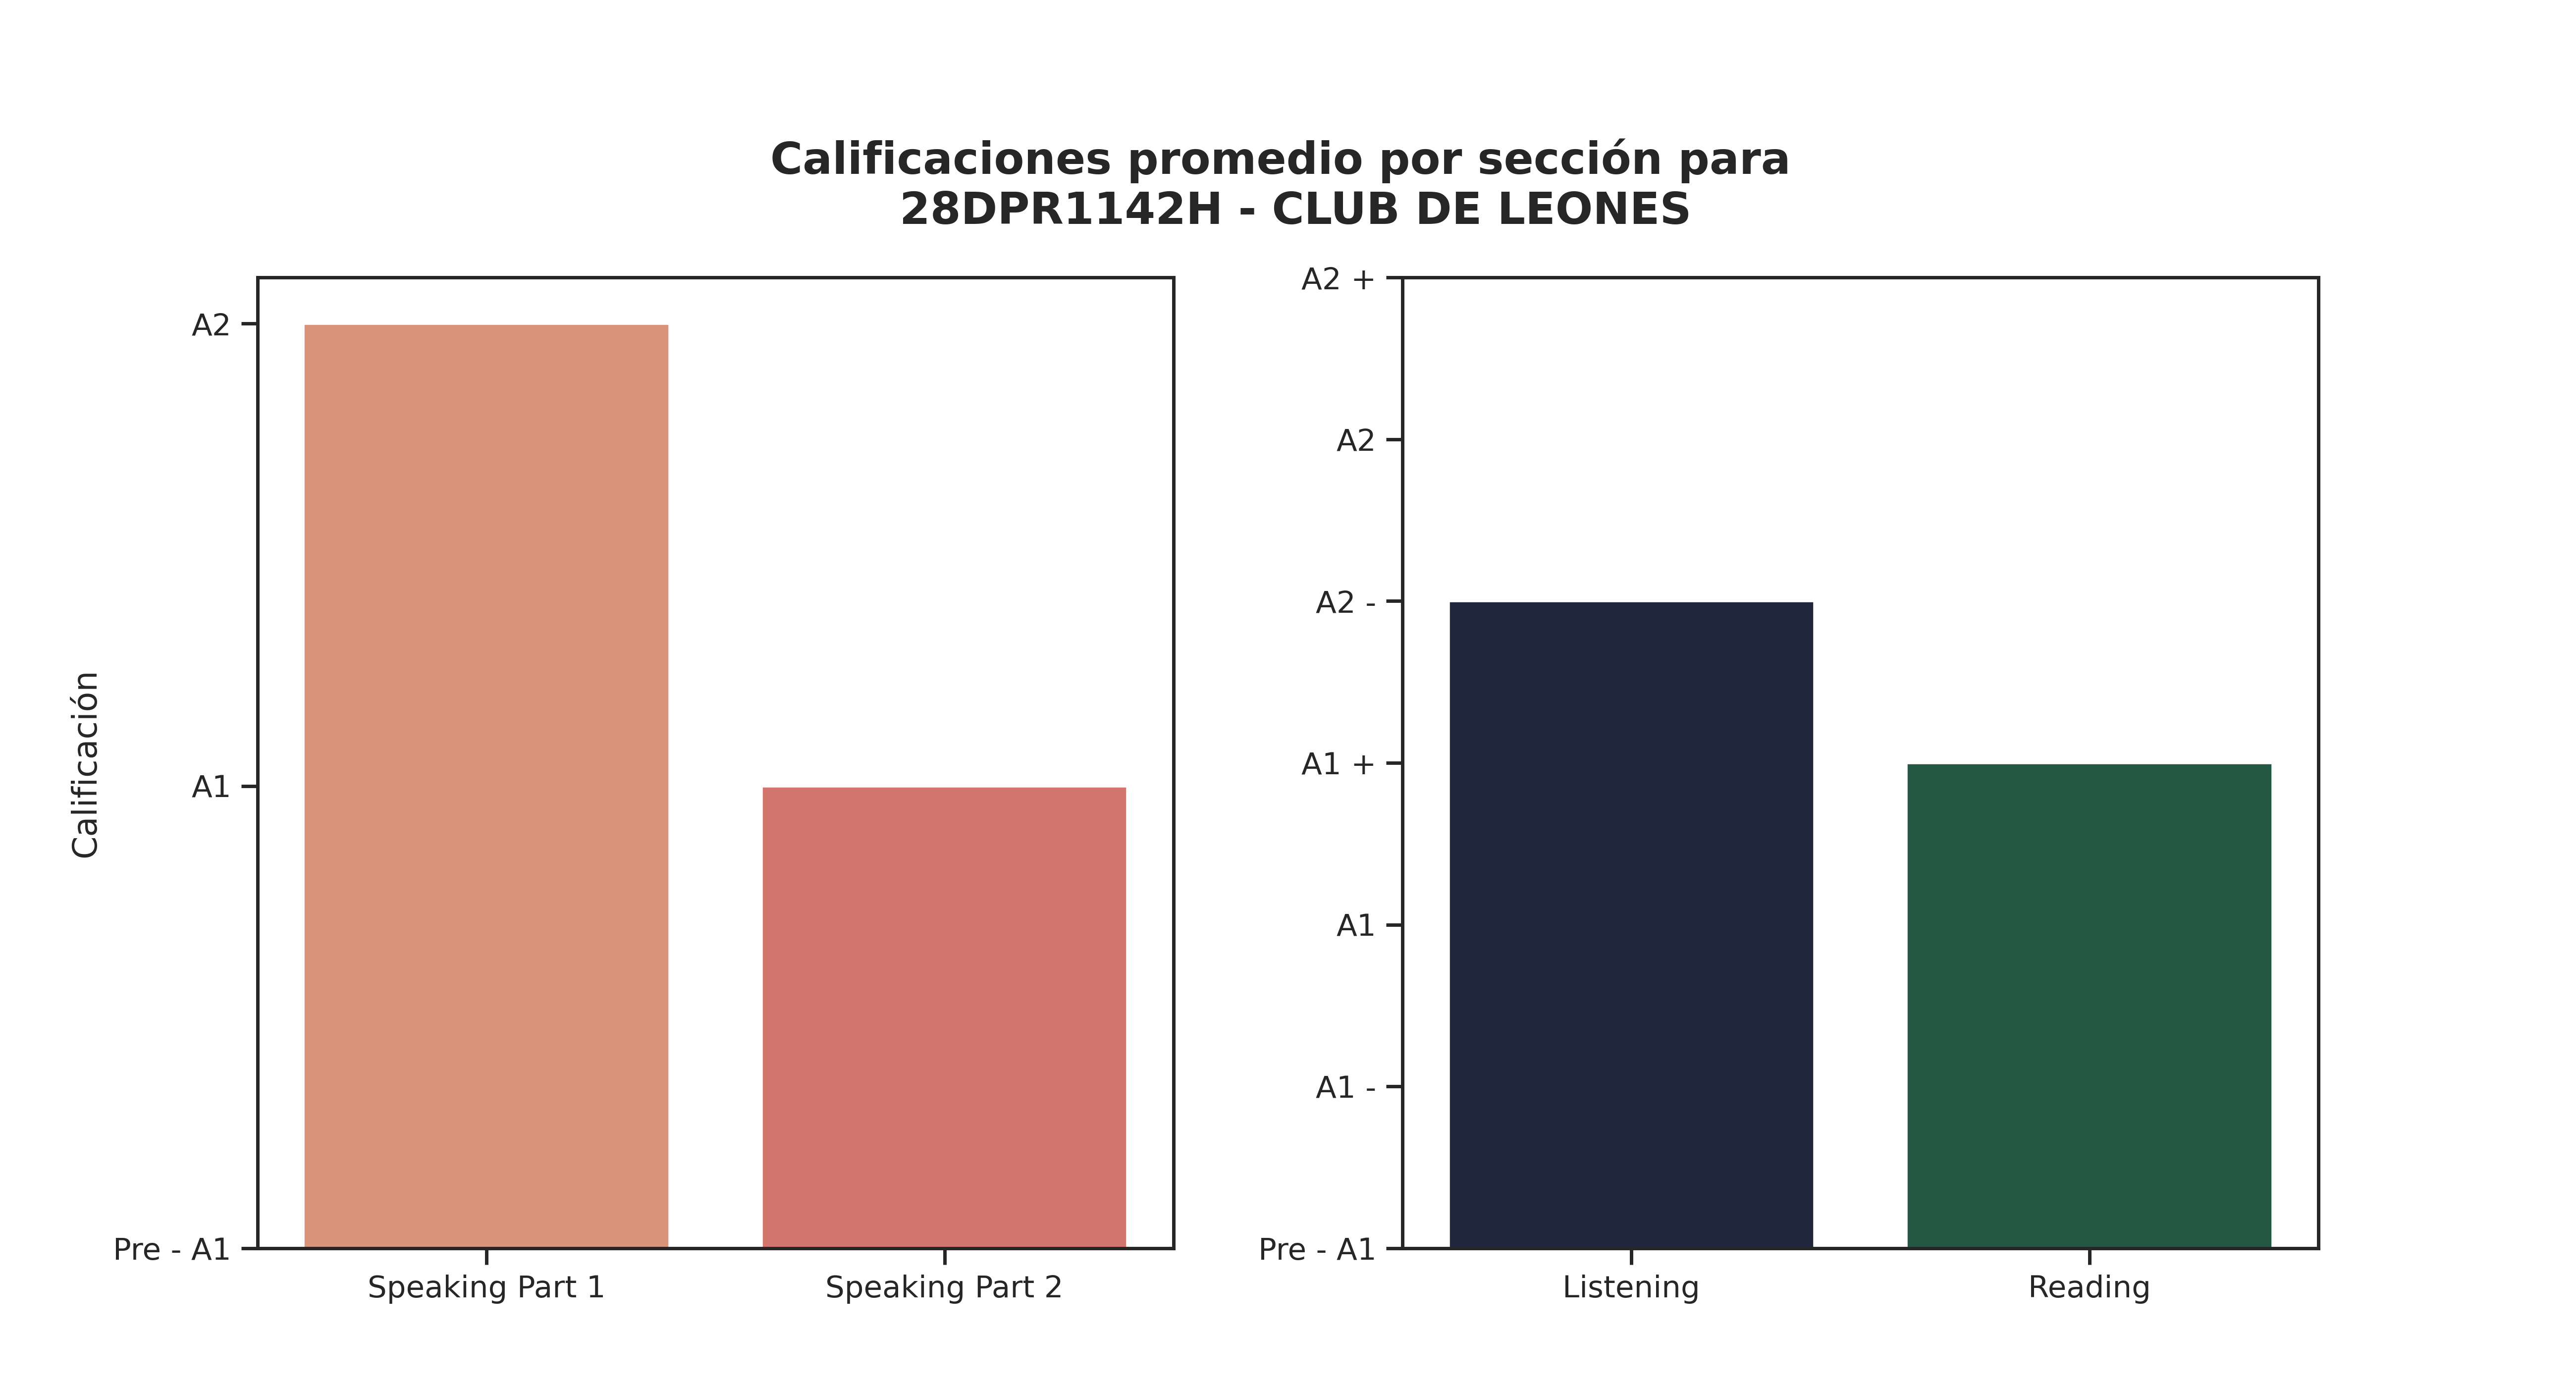 Calificaciones promedio por sección para
28DPR1142H - CLUB DE LEONES
Calificación
A2
A1
Pre - A1
Speaking Part 1
Speaking Part 2
A2 +
A2
A2 -
A1 +
A1
A1 -
Pre - A1
Listening
Reading